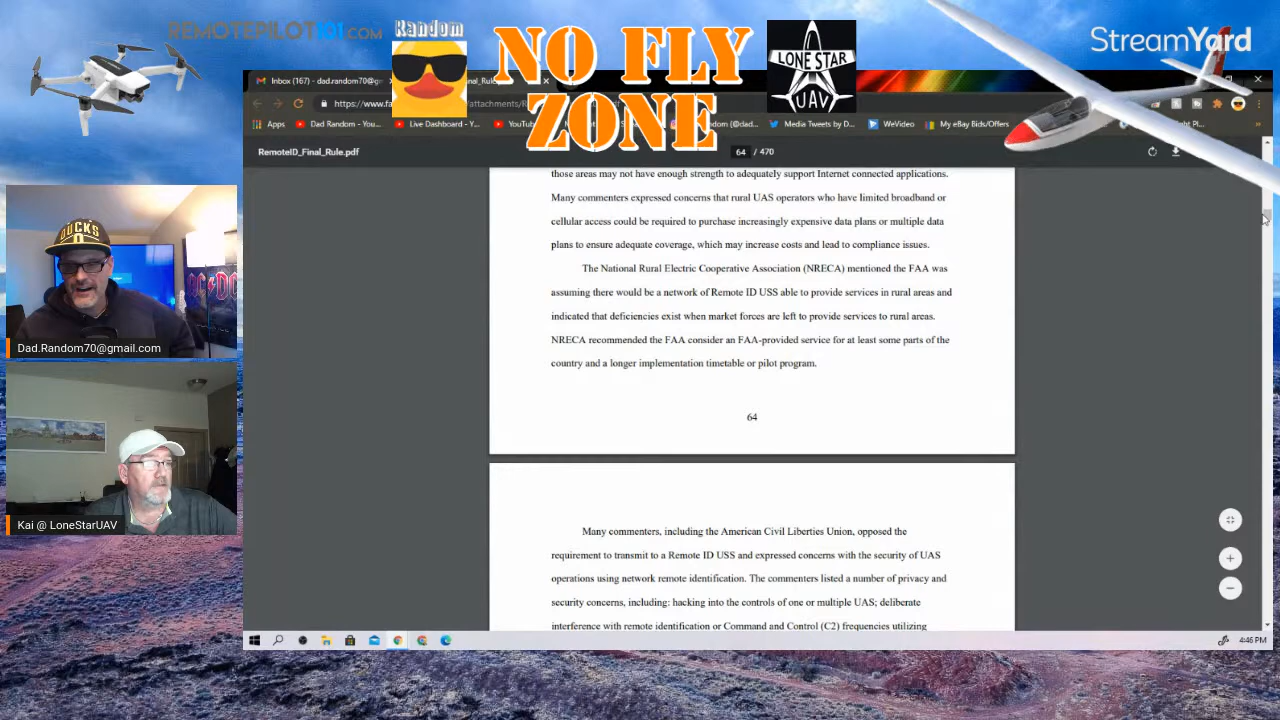 REMOTEPILOT101.COM
Random
NO FLY
ZONE
LONE STAR
UAV
StreamYard
Inbox (167) - dad.random70@g
https://www.fa
Apps
Dad Random - You...
Live Dashboard - Y...
Media Tweets by D...
WeVideo
My eBay Bids/Offers
RemoteID_Final_Rule.pdf
64 / 470
those areas may not have enough strength to adequately support Internet connected applications.
Many commenters expressed concerns that rural UAS operators who have limited broadband or
cellular access could be required to purchase increasingly expensive data plans or multiple data
plans to ensure adequate coverage, which may increase costs and lead to compliance issues.
The National Rural Electric Cooperative Association (NRECA) mentioned the FAA was
assuming there would be a network of Remote ID USS able to provide services in rural areas and
indicated that deficiencies exist when market forces are left to provide services to rural areas.
NRECA recommended the FAA consider an FAA-provided service for at least some parts of the
country and a longer implementation timetable or pilot program.
64
Many commenters, including the American Civil Liberties Union, opposed the
requirement to transmit to a Remote ID USS and expressed concerns with the security of UAS
operations using network remote identification. The commenters listed a number of privacy and
security concerns, including: hacking into the controls of one or multiple UAS; deliberate
interference with remote identification or Command and Control (C2) frequencies utilizing
DUCKS
Dad.Random70@gmail.com
Kai @ LoneStarUAV
4:46 PM